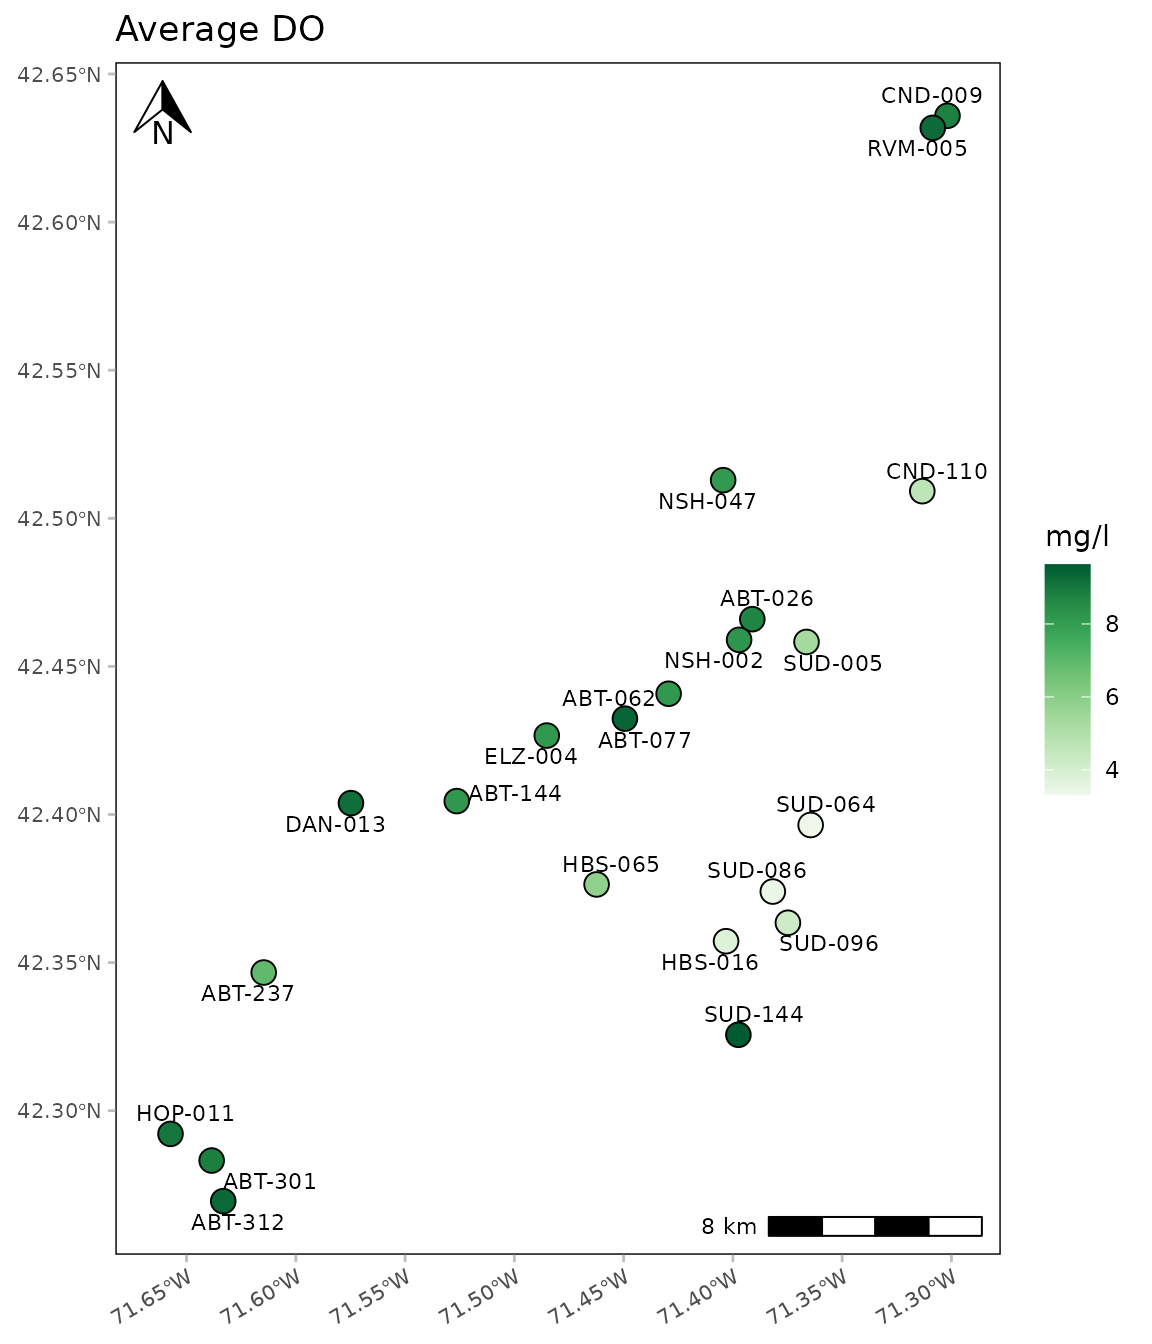 Average DO
42.65°N
42.60°N
42.55°N
42.50°N
42.45°N
42.40°N
42.35°N
42.30°N
N
CND-009
RVM-005
NSH-047
CND-110
ABT-026
NSH-002
SUD-005
ABT-062
ABT-077
ELZ-004
ABT-144
DAN-013
SUD-064
HBS-065
SUD-086
SUD-096
HBS-016
ABT-237
SUD-144
HOP-011
ABT-301
ABT-312
8 km
71.65°W
71.60°W
71.55°W
71.50°W
71.45°W
71.40°W
71.35°W
71.30°W
mg/l
8
6
4